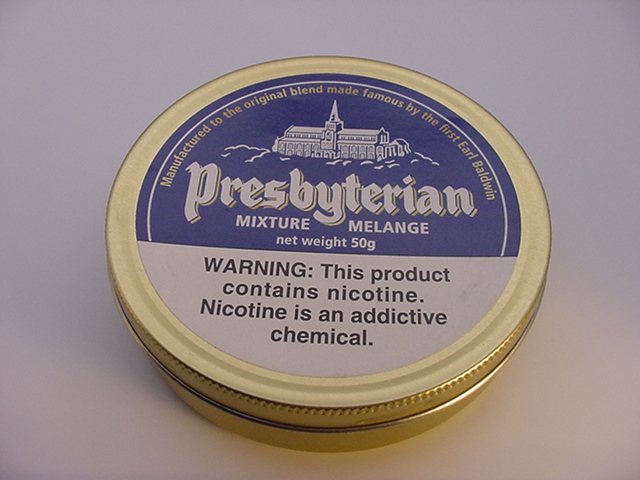 Manufactured to the original blend made famous by the first Earl Baldwin
Presbyterian
MIXTURE MELANGE
net weight 50g
WARNING: This product
contains nicotine.
Nicotine is an addictive
chemical.